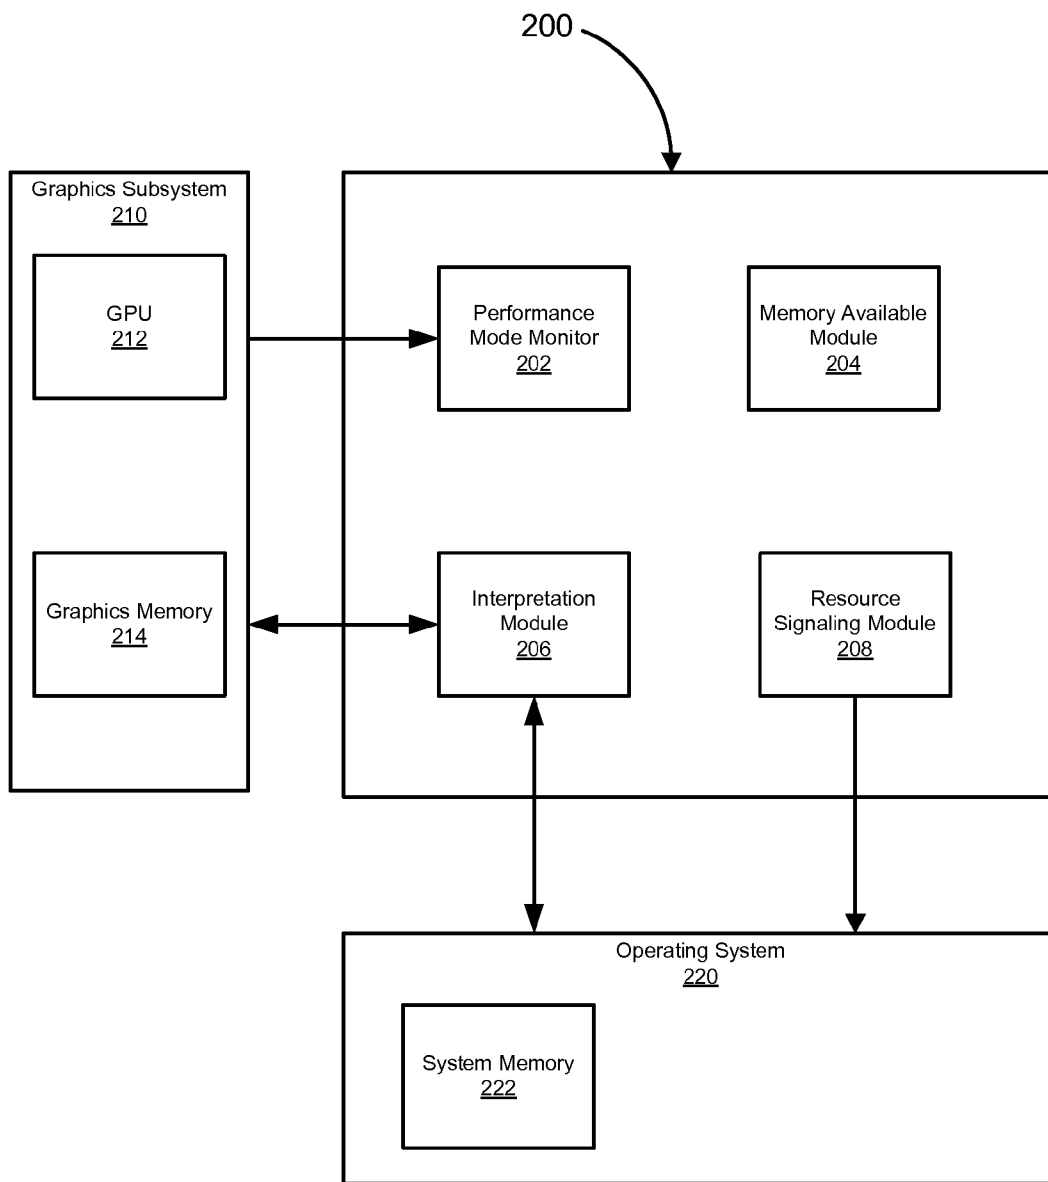 200
Graphics Subsystem
210
GPU
212
Performance
Mode Monitor
202
Memory Available
Module
204
Graphics Memory
214
Interpretation
Module
206
Resource
Signaling Module
208
Operating System
220
System Memory
222